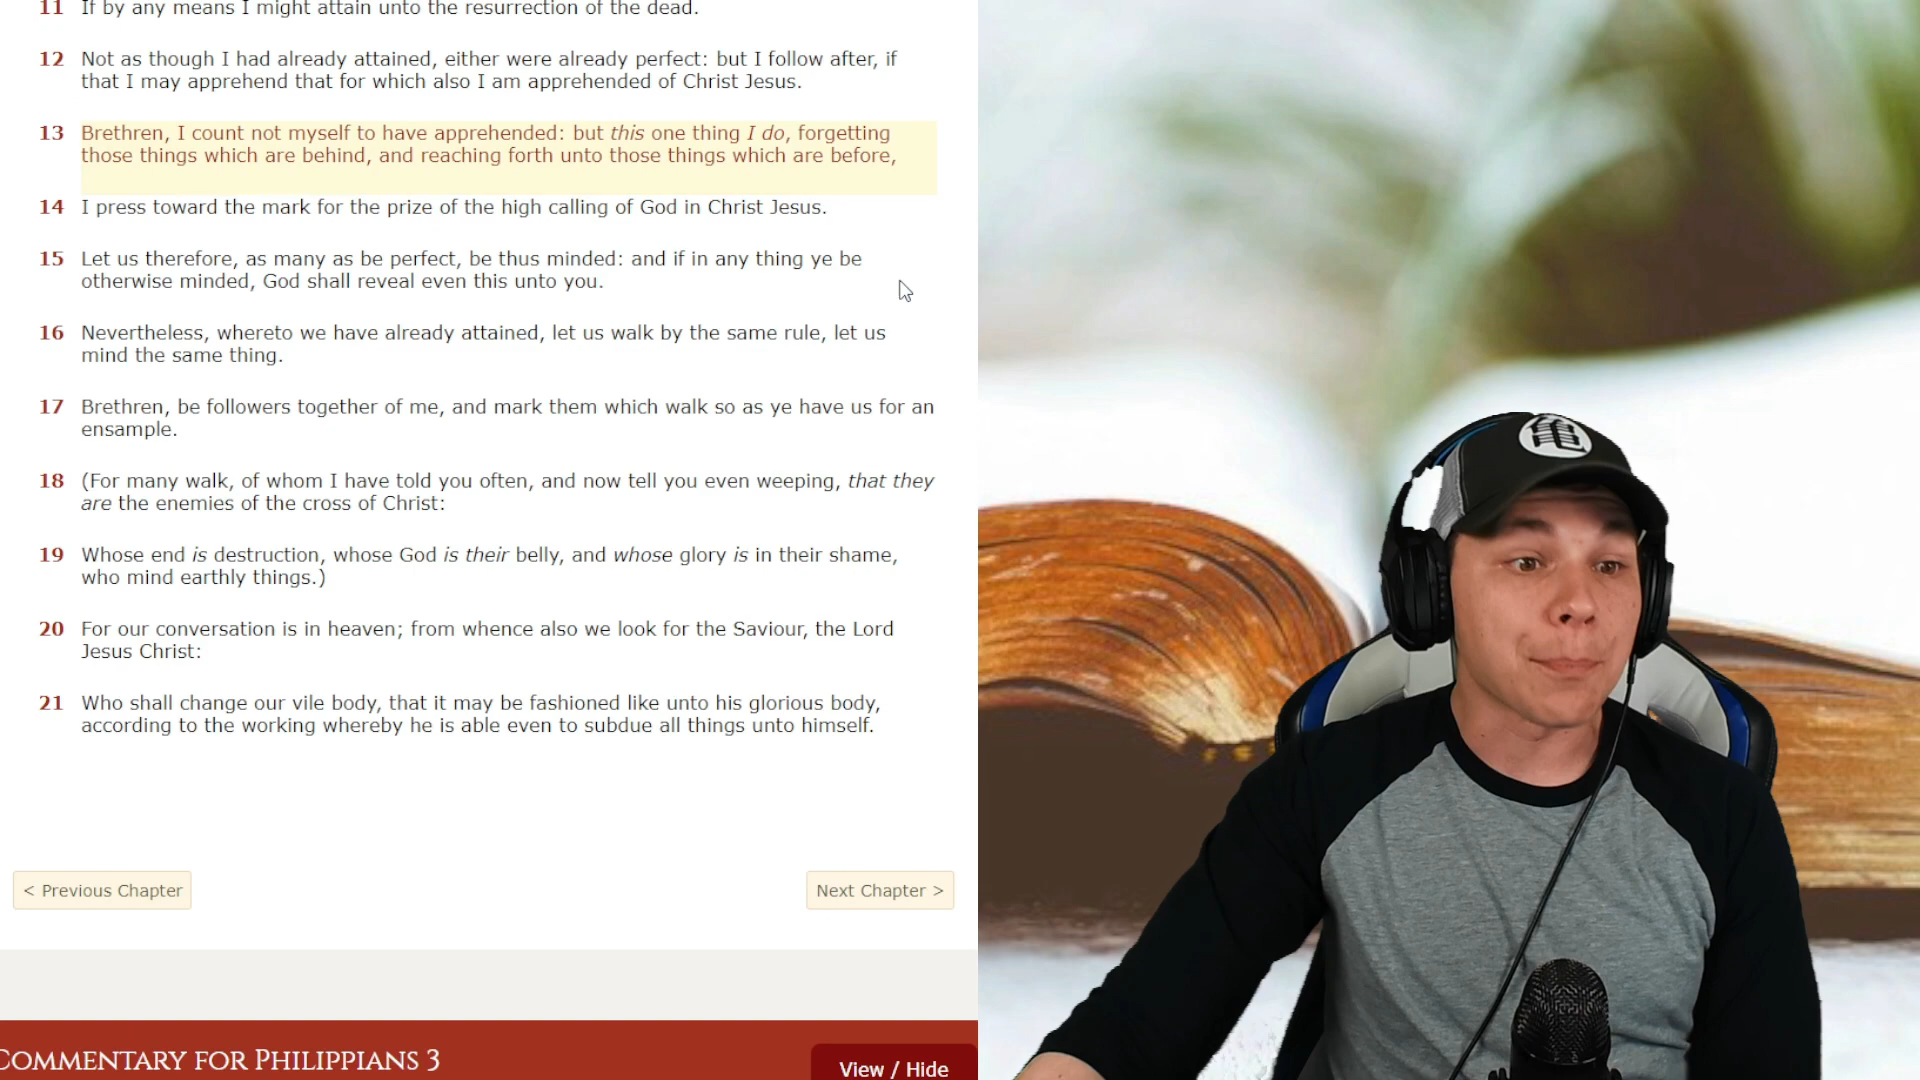 11 If by any means I might attain unto the resurrection of the dead.
12 Not as though I had already attained, either were already perfect: but I follow after, if
that I may apprehend that for which also I am apprehended of Christ Jesus.
13 Brethren, I count not myself to have apprehended: but this one thing I do, forgetting
those things which are behind, and reaching forth unto those things which are before,
14 I press toward the mark for the prize of the high calling of God in Christ Jesus.
15 Let us therefore, as many as be perfect, be thus minded: and if in any thing ye be
otherwise minded, God shall reveal even this unto you.
16 Nevertheless, whereto we have already attained, let us walk by the same rule, let us
mind the same thing.
17 Brethren, be followers together of me, and mark them which walk so as ye have us for an
ensample.
18 (For many walk, of whom I have told you often, and now tell you even weeping, that they
are the enemies of the cross of Christ:
19 Whose end is destruction, whose God is their belly, and whose glory is in their shame,
who mind earthly things.)
20 For our conversation is in heaven; from whence also we look for the Saviour, the Lord
Jesus Christ:
21 Who shall change our vile body, that it may be fashioned like unto his glorious body,
according to the working whereby he is able even to subdue all things unto himself.
< Previous Chapter
Next Chapter >
COMMENTARY FOR PHILIPPIANS 3
View / Hide